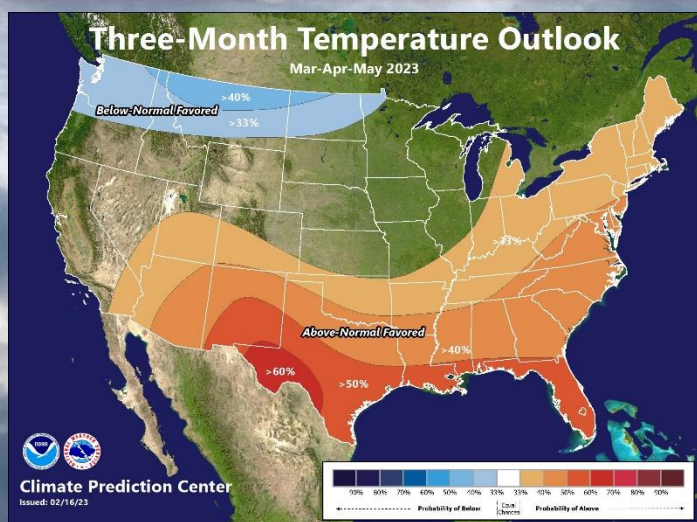 Three-Month Temperature Outlook
Mar-Apr-May 2023
>40%
Below-Normal Favored
>33%
>33%
Above-Normal Favored
>40%
>60%
>50%
NOAA
Climate Prediction Center
Issued: 02/16/23
90% 80% 70% 60% 50% 40% 33% 33% 40% 50% 60% 70% 80% 90%
Probability of Below Equal Chances Probability of Above